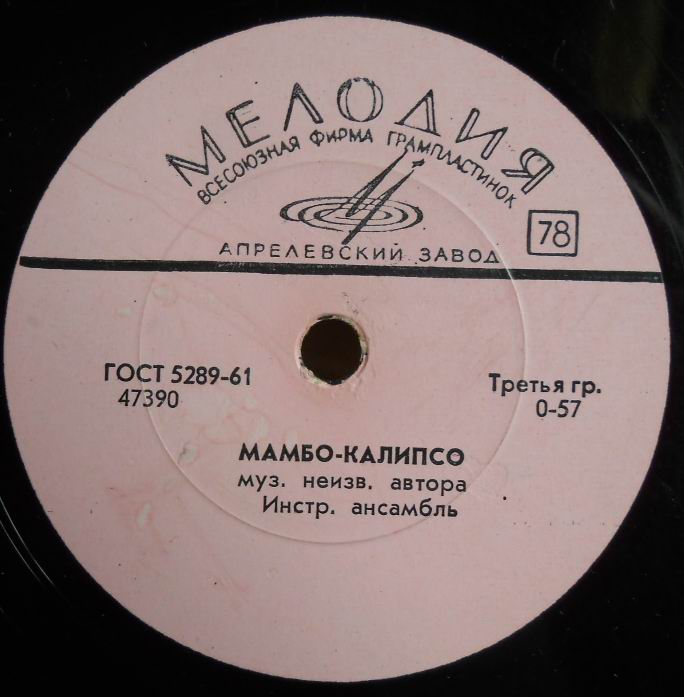 МЕЛОДИЯ
ВСЕСОЮЗНАЯ ФИРМА ГРАМПЛАСТИНОК
78
АПРЕЛЕВСКИЙ ЗАВОД
ГОСТ 5289-61
47390
Третья гр.
0-57
МАМБО-КАЛИПСО
муз. неизв. автора
Инстр. ансамбль